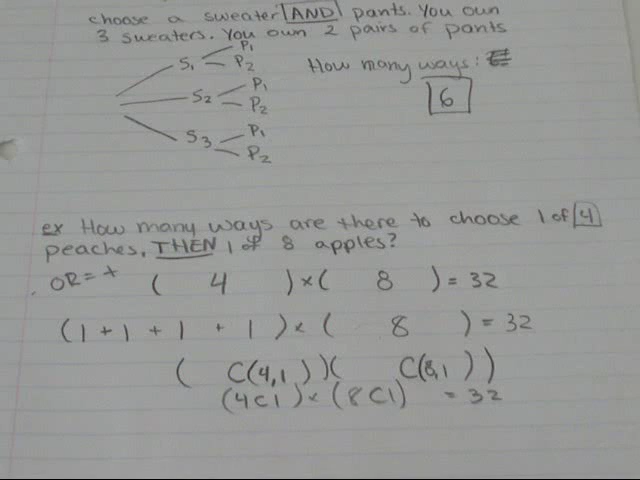 choose a sweater AND pants. You own
3 sweaters. You own 2 pairs of pants
S1 P1 P2
How many ways:
6
S2 P1 P2
S3 P1 P2
ex How many ways are there to choose 1 of 4
peaches, THEN 1 of 8 apples?
OR = + ( 4 ) × ( 8 ) = 32
(1 + 1 + 1 + 1 ) × ( 8 ) = 32
( C(4,1) )( C(8,1) )
(4C1) × (8C1) = 32